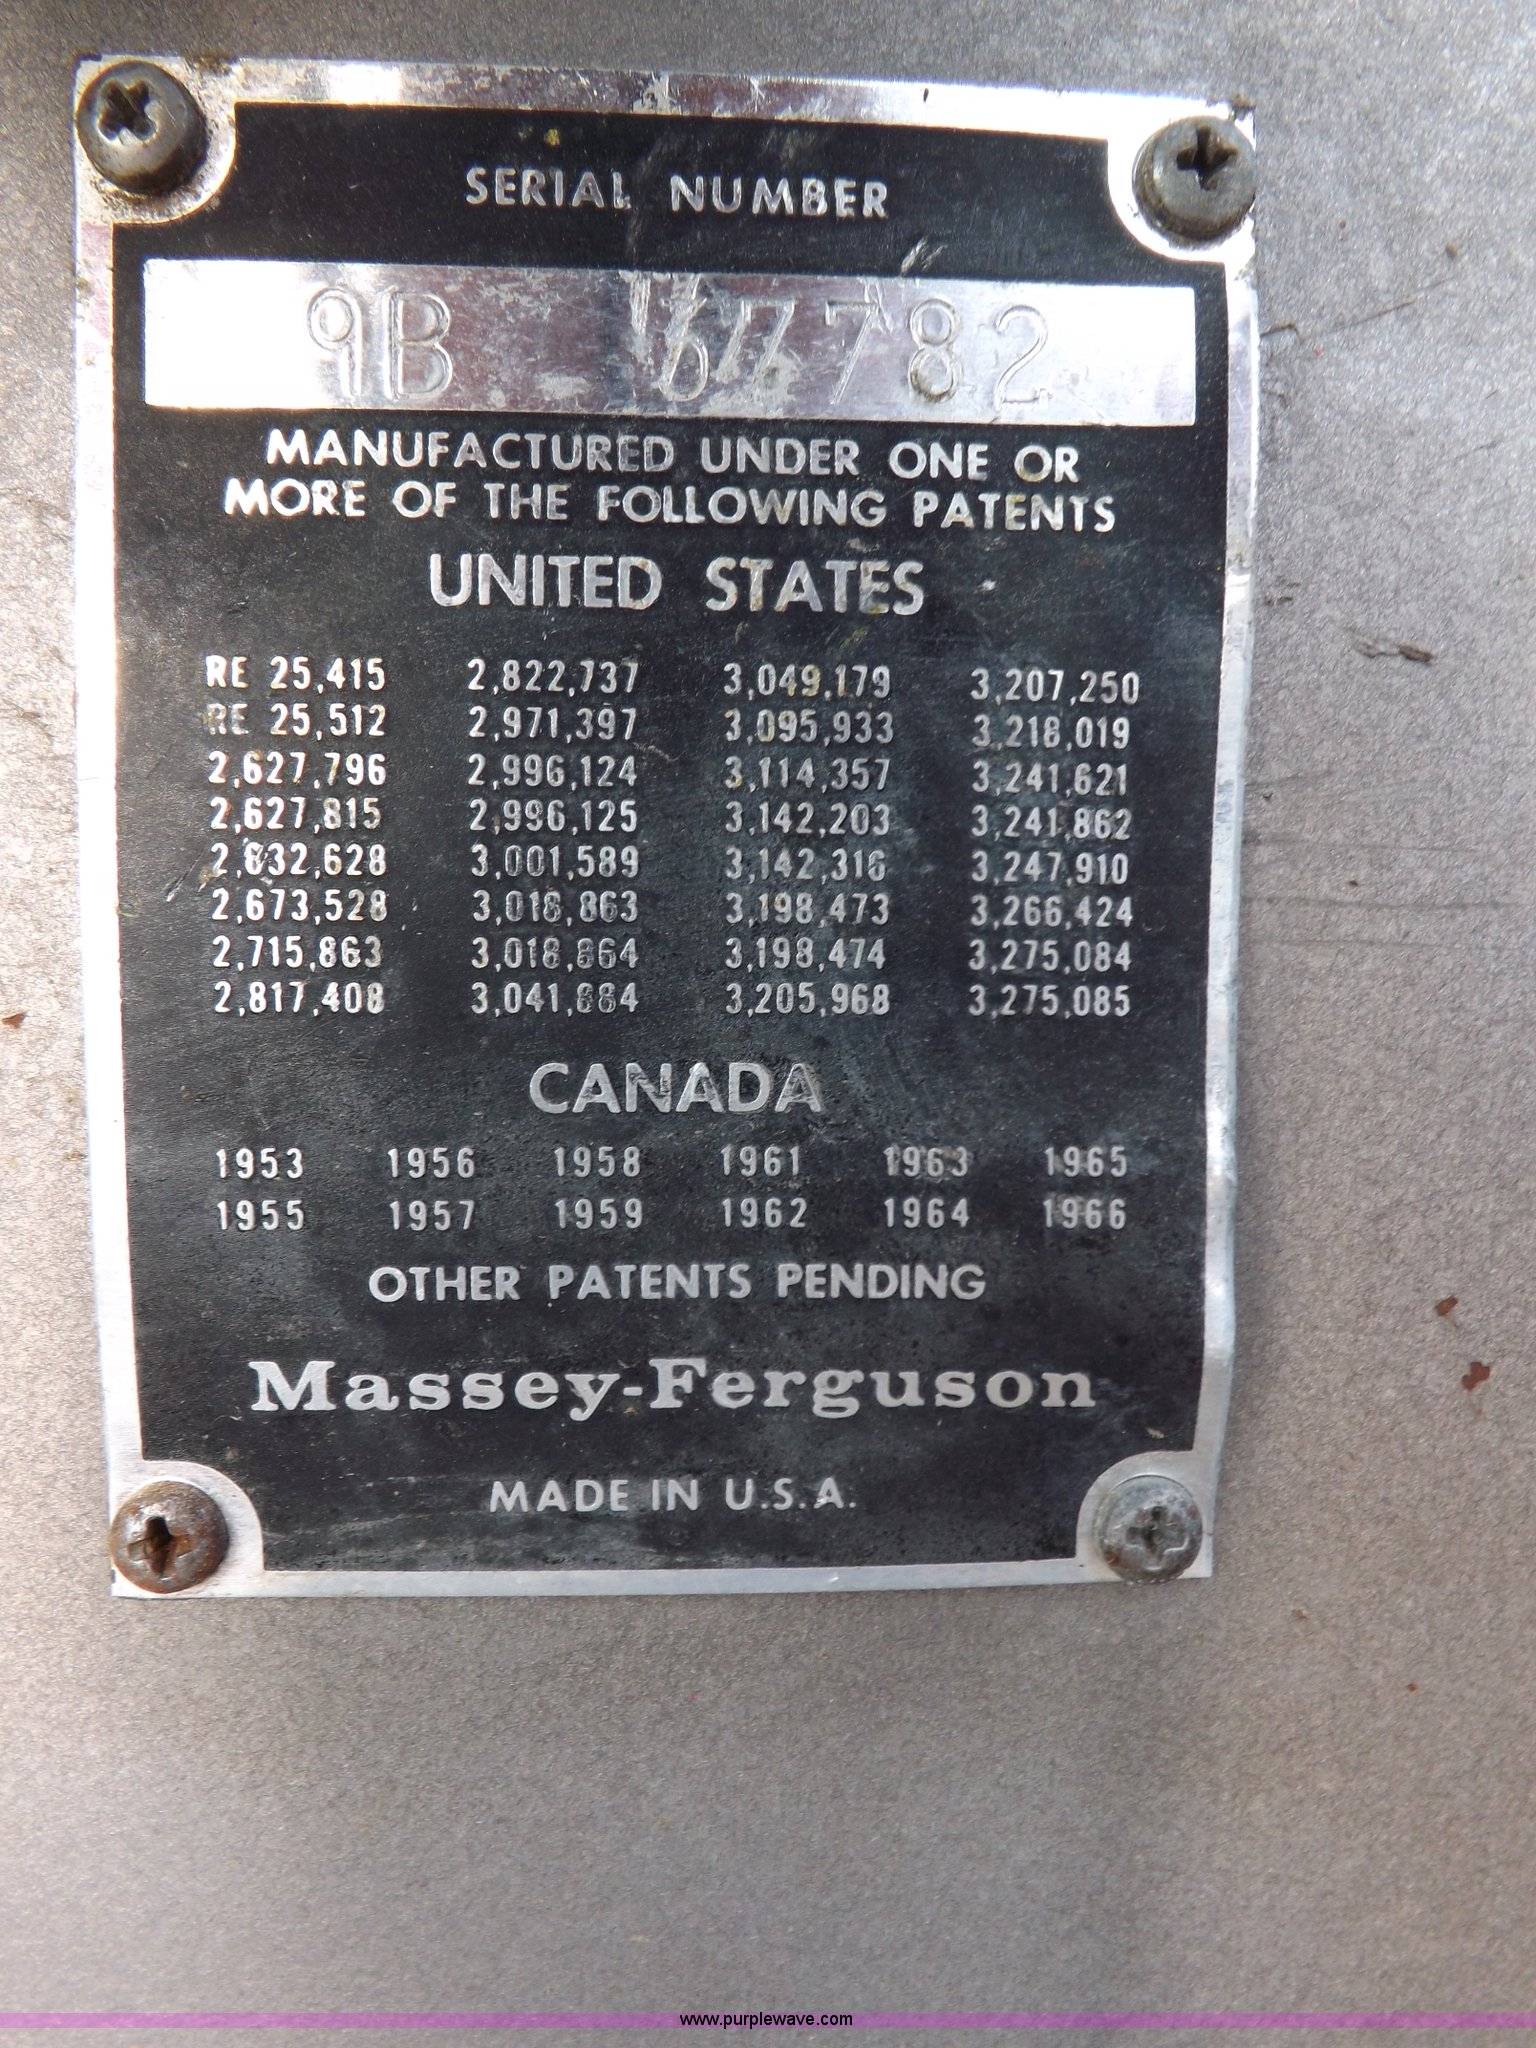 SERIAL NUMBER
9B 67782
MANUFACTURED UNDER ONE OR
MORE OF THE FOLLOWING PATENTS
UNITED STATES
RE 25,415 2,822,737 3,049,179 3,207,250
RE 25,512 2,971,397 3,095,933 3,218,019
2,627,796 2,996,124 3,114,357 3,241,621
2,627,815 2,996,125 3,142,203 3,241,862
2,632,628 3,001,589 3,142,316 3,247,910
2,673,528 3,018,863 3,198,473 3,266,424
2,715,863 3,018,864 3,198,474 3,275,084
2,817,408 3,205,968 3,275,085
CANADA
1953 1956 1958 1961 1963 1965
1955 1957 1959 1962 1964 1966
OTHER PATENTS PENDING
Massey-Ferguson
MADE IN U.S.A.
www.purplewave.com